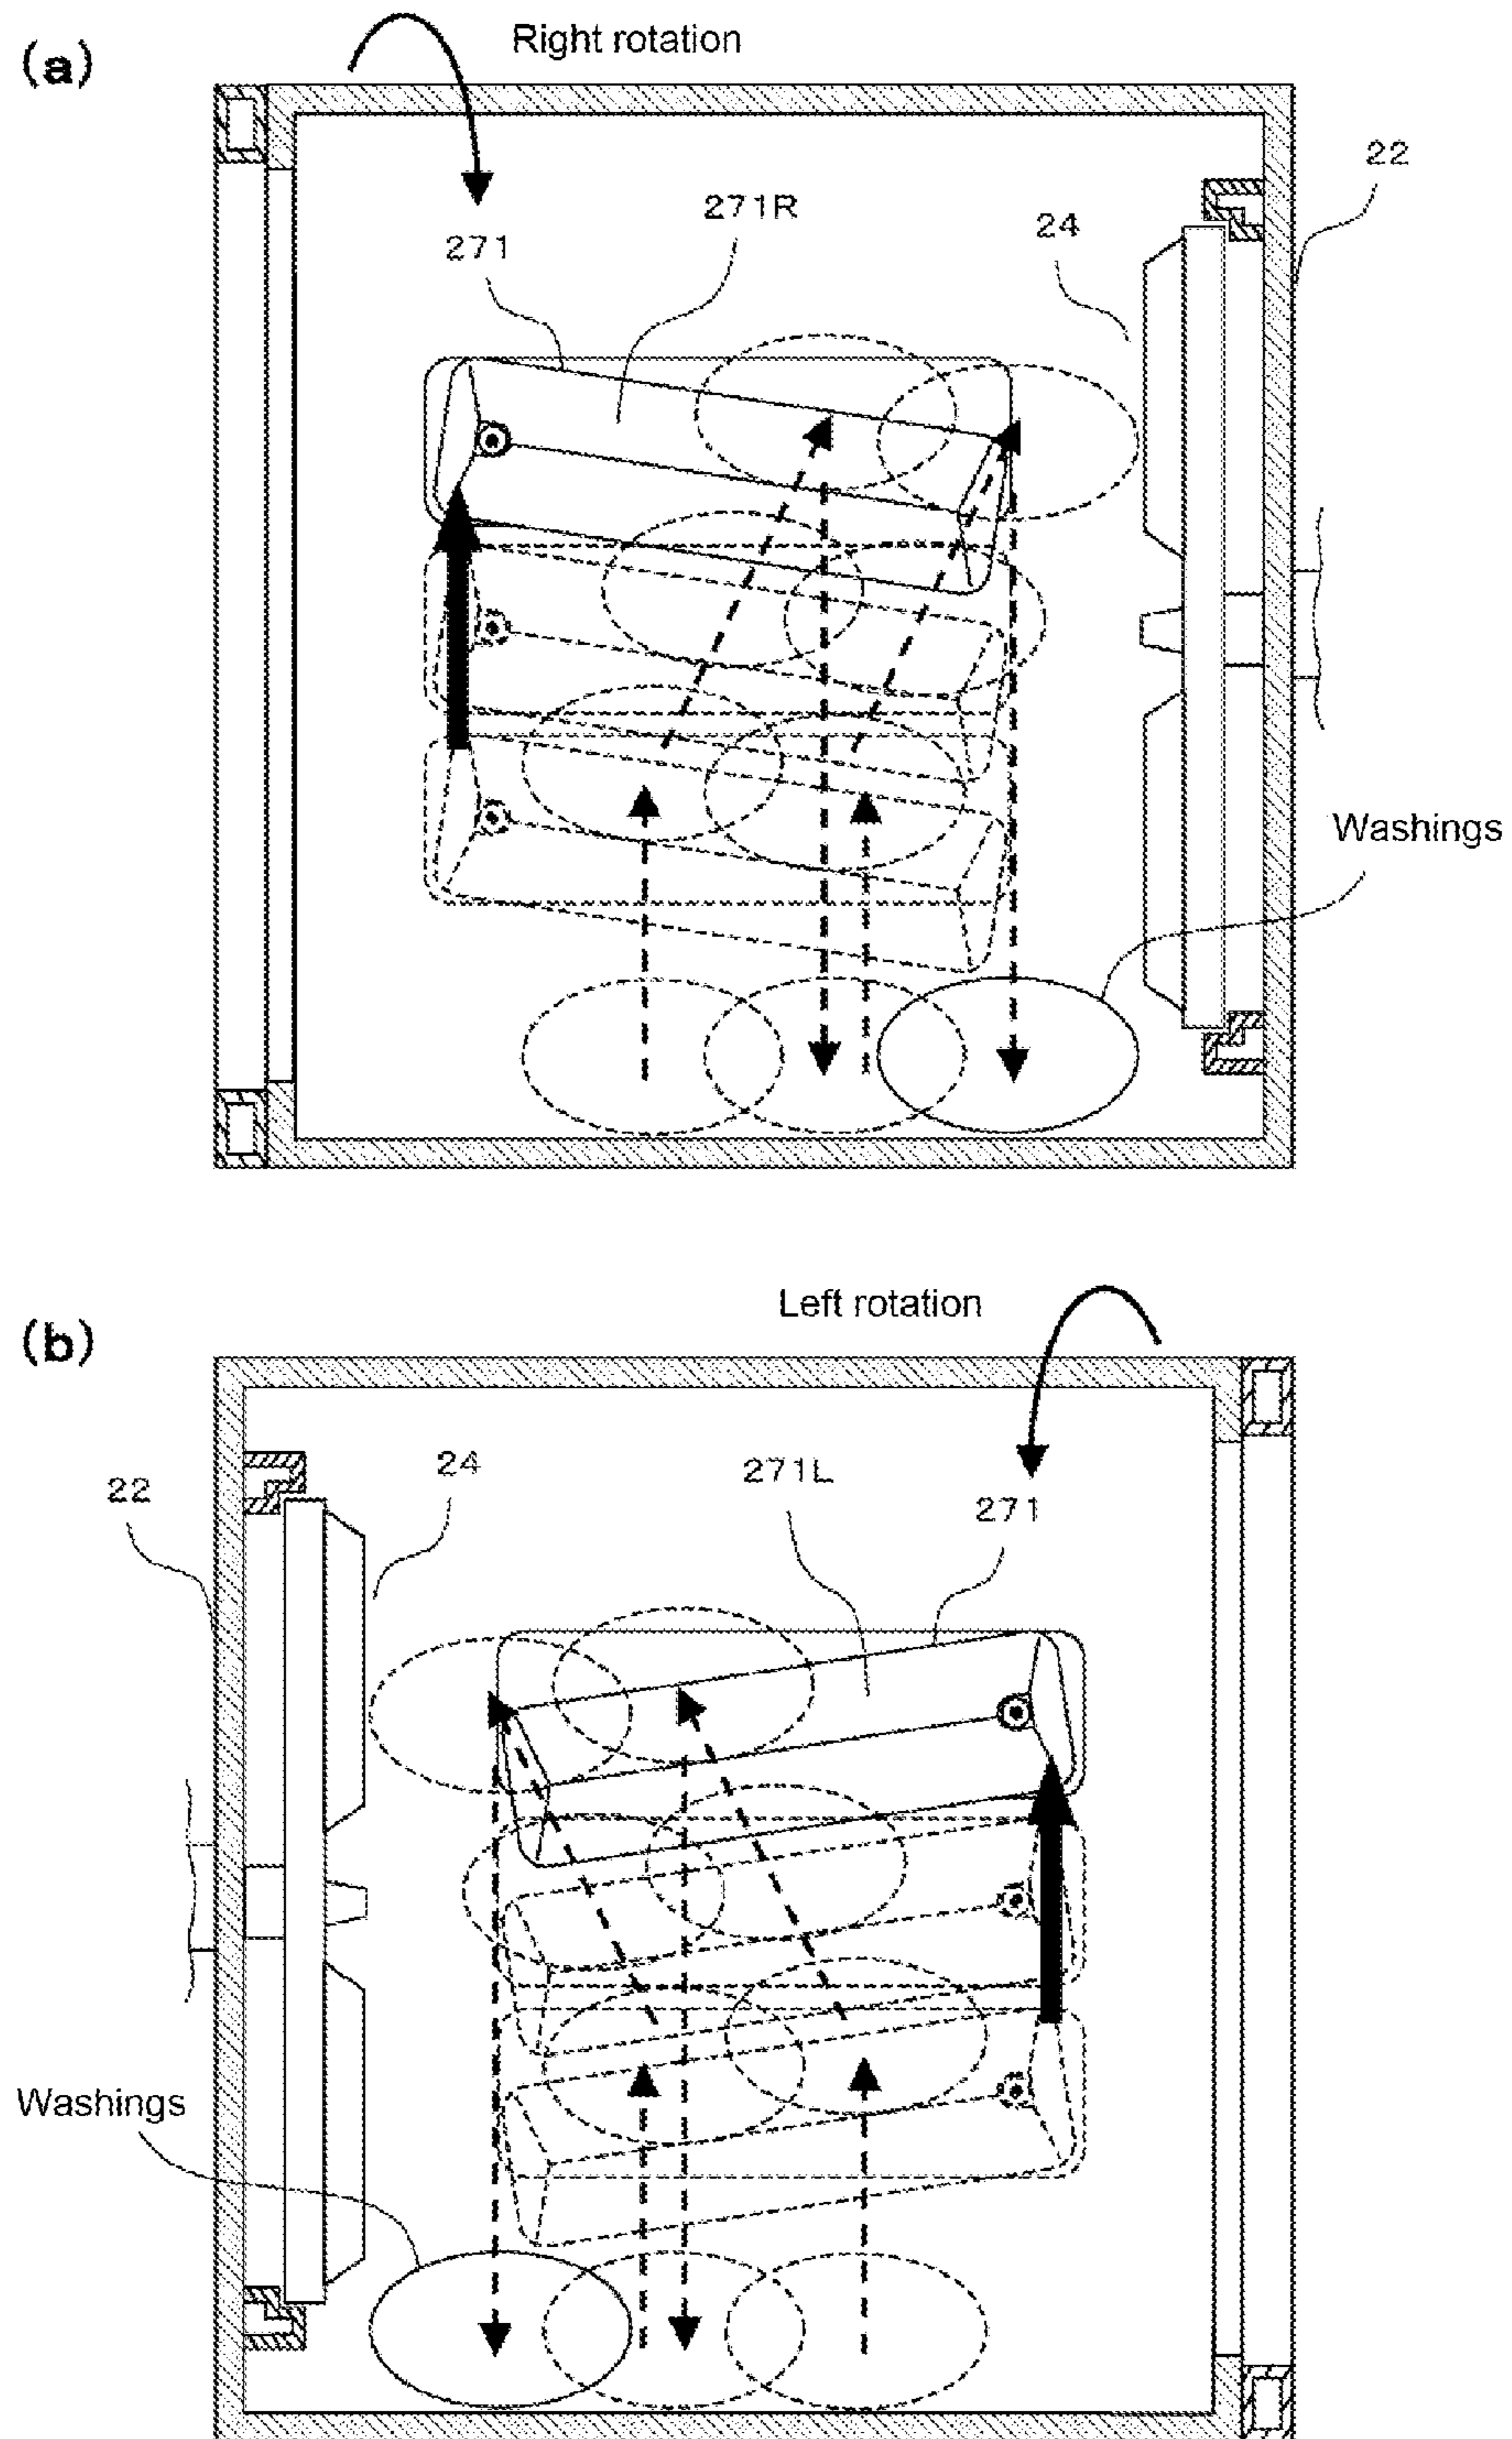 (a)
Right rotation
22
271R
24
271
Washings
Left rotation
(b)
24
271L
22
271
Washings